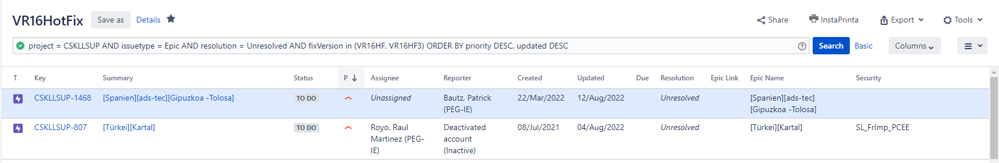 VR16HotFix Save as Details Share InstaPrinta Export Tools
project = CSKLLSUP AND issuetype = Epic AND resolution = Unresolved AND fixVersion in (VR16HF, VR16HF3) ORDER BY priority DESC, updated DESC Search Basic Columns
T Key Summary Status P Assignee Reporter Created Updated Due Resolution Epic Link Epic Name Security
CSKLLSUP-1468 [Spanien][ads-tec][Gipuzkoa -Tolosa] TO DO Unassigned Bautz, Patrick 22/Mar/2022 12/Aug/2022 Unresolved [Spanien][ads-tec]
(PEG-IE) [Gipuzkoa -Tolosa]
CSKLLSUP-807 [Türkei][Kartal] TO DO Royo, Raul Deactivated 08/Jul/2021 04/Aug/2022 Unresolved [Türkei][Kartal] SL_FrImp_PCEE
Martinez (PEG- account
IE) (Inactive)